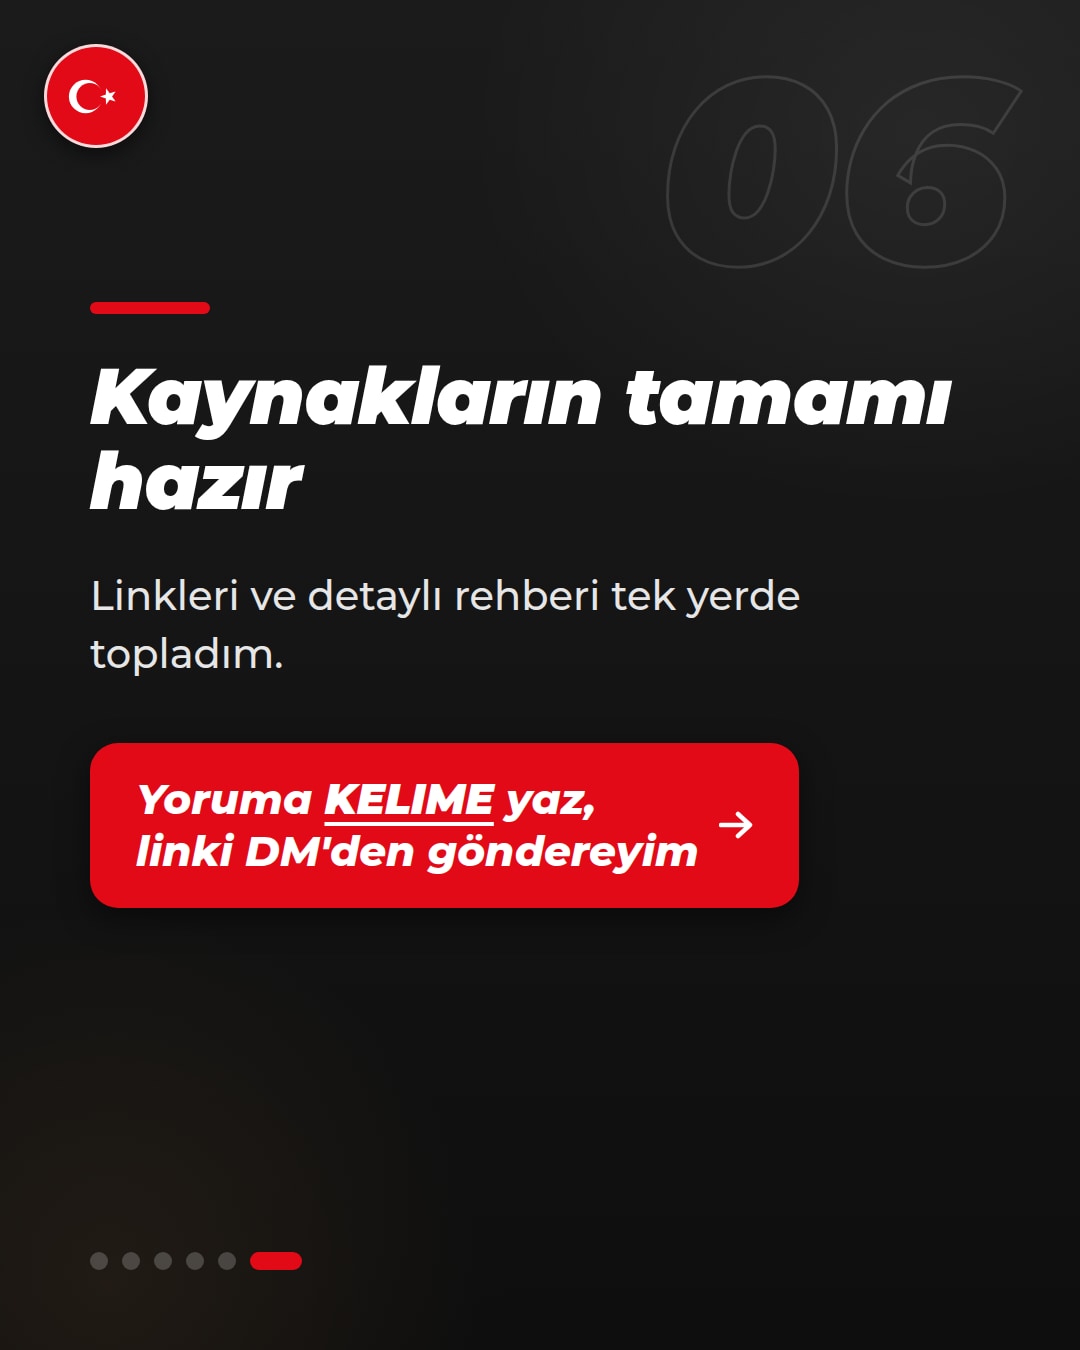 06
Kaynakların tamamı
hazır
Linkleri ve detaylı rehberi tek yerde
topladım.
Yoruma KELIME yaz,
linki DM'den göndereyim